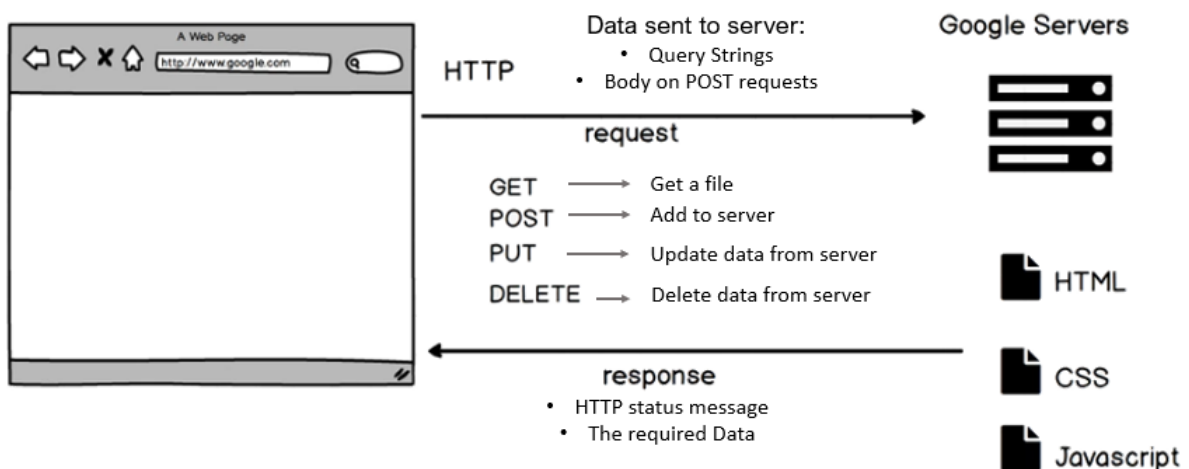 A Web Page
http://www.google.com
HTTP
Data sent to server:
• Query Strings
• Body on POST requests
request
Google Servers
GET
Get a file
POST
Add to server
PUT
Update data from server
DELETE
Delete data from server
HTML
CSS
Javascript
response
• HTTP status message
• The required Data